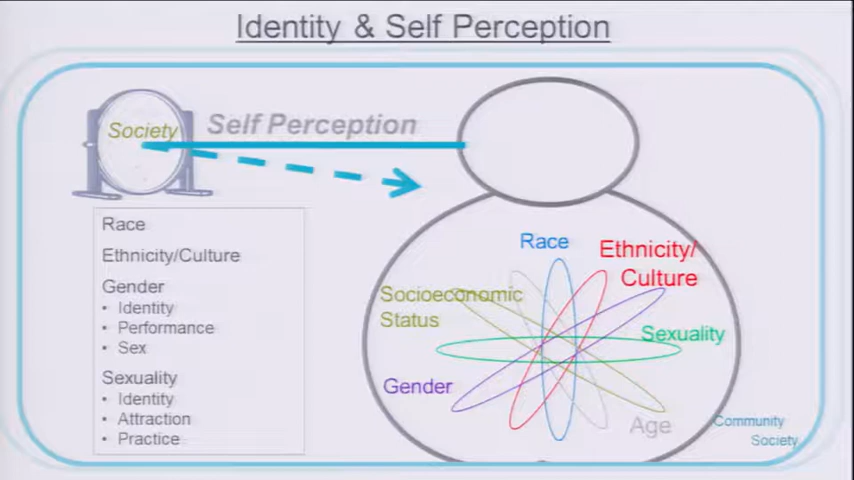 Identity & Self Perception
Society
Self Perception
Race
Ethnicity/Culture
Gender
• Identity
• Performance
• Sex
Sexuality
• Identity
• Attraction
• Practice
Race
Ethnicity/
Culture
Socioeconomic
Status
Sexuality
Gender
Age
Community
Society